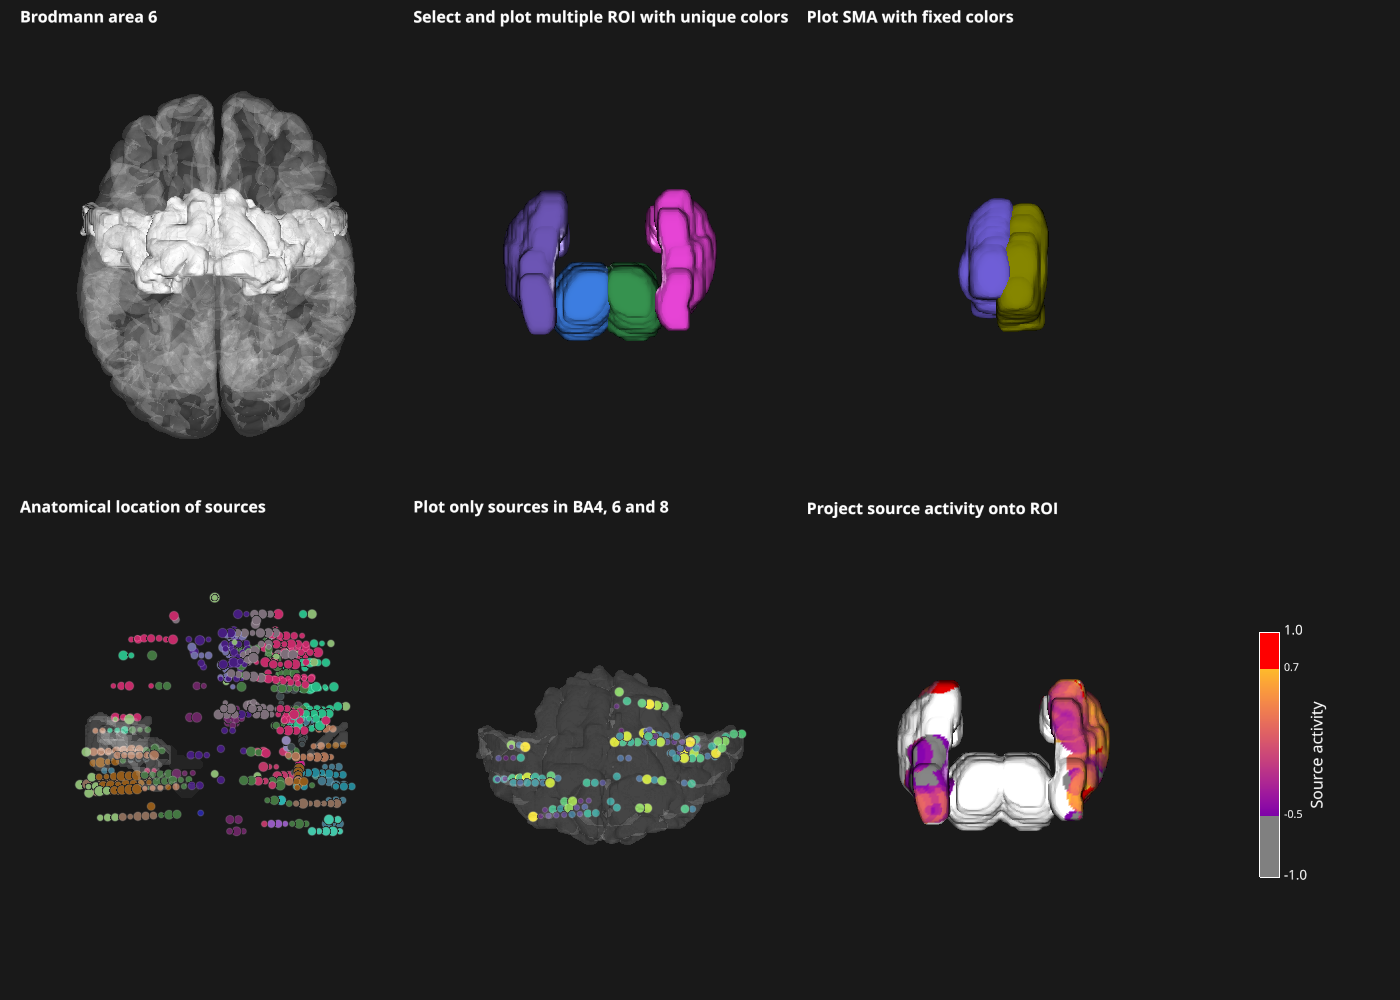 Brodmann area 6
Select and plot multiple ROI with unique colors
Plot SMA with fixed colors
Anatomical location of sources
Plot only sources in BA4, 6 and 8
Project source activity onto ROI
1.0
0.7
Source activity
-0.5
-1.0